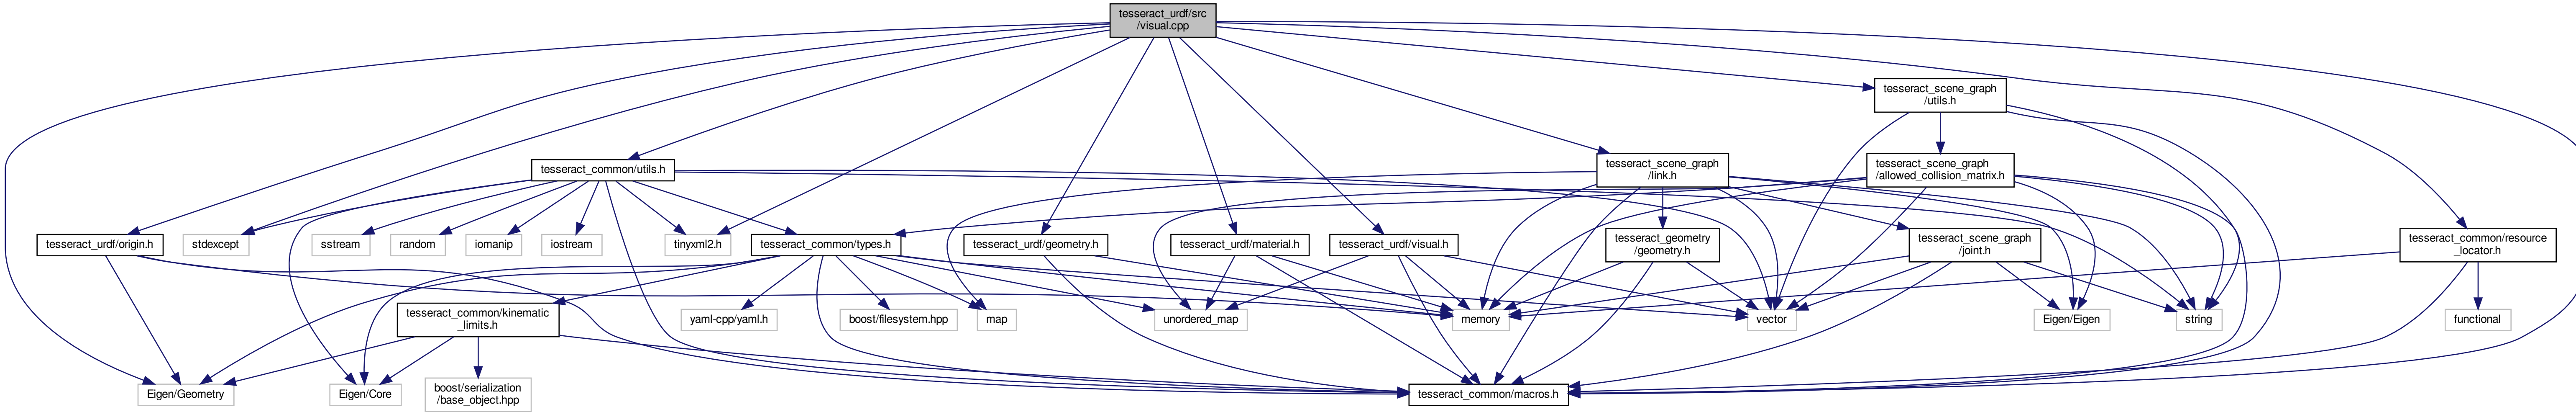 tesseract_urdf/src
/visual.cpp
tesseract_scene_graph
/utils.h
tesseract_common/utils.h
tesseract_scene_graph
/link.h
tesseract_scene_graph
/allowed_collision_matrix.h
tesseract_urdf/origin.h
stdexcept
sstream
random
iomanip
iostream
tinyxml2.h
tesseract_common/types.h
tesseract_urdf/geometry.h
tesseract_urdf/material.h
tesseract_urdf/visual.h
tesseract_geometry
/geometry.h
tesseract_scene_graph
/joint.h
tesseract_common/resource
_locator.h
tesseract_common/kinematic
_limits.h
yaml-cpp/yaml.h
boost/filesystem.hpp
map
unordered_map
memory
vector
Eigen/Eigen
string
functional
Eigen/Geometry
Eigen/Core
boost/serialization
/base_object.hpp
tesseract_common/macros.h